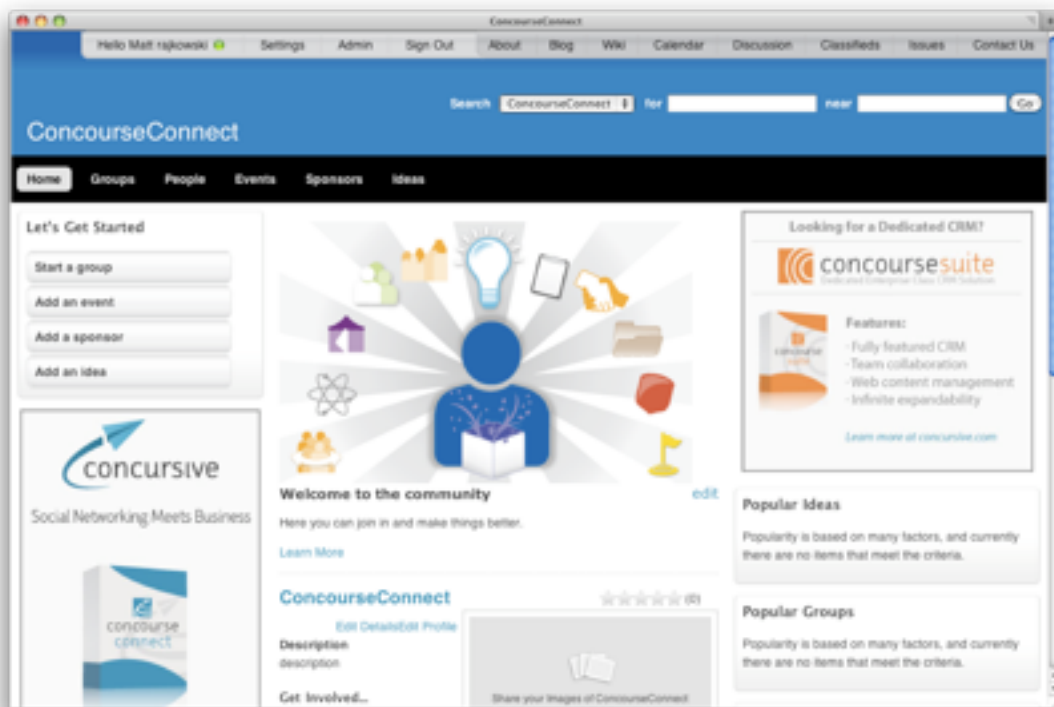 ConcourseConnect
Hello Matt rajkowski Settings Admin Sign Out About Blog Wiki Calendar Discussion Classifieds Issues Contact Us
Search ConcourseConnect for near Go
ConcourseConnect
Home Groups People Events Sponsors Ideas
Let's Get Started
Start a group
Add an event
Add a sponsor
Add an idea
concursive
Social Networking Meets Business
concourse
connect
Welcome to the community edit
Here you can join in and make things better.
Learn More
ConcourseConnect (0)
Edit DetailsEdit Profile
Description
description
Get Involved...
Share your Images of ConcourseConnect
Looking for a Dedicated CRM?
concoursesuite
Dedicated Enterprise Class CRM Solution
concourse
suite
Features:
· Fully featured CRM
· Team collaboration
· Web content management
· Infinite expandability
Learn more at concursive.com
Popular Ideas
Popularity is based on many factors, and currently
there are no items that meet the criteria.
Popular Groups
Popularity is based on many factors, and currently
there are no items that meet the criteria.